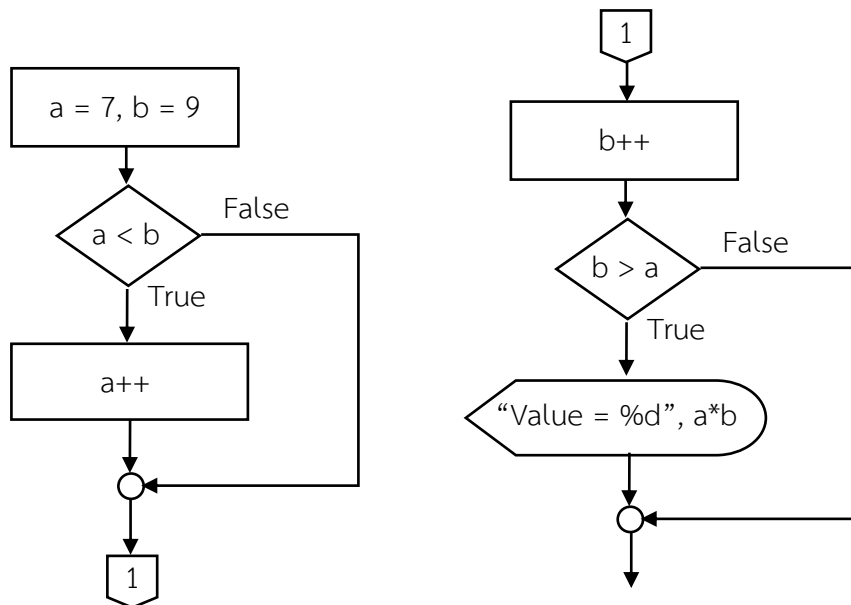 a = 7, b = 9
a < b
False
True
a++
1
1
b++
b > a
False
True
“Value = %d”, a*b